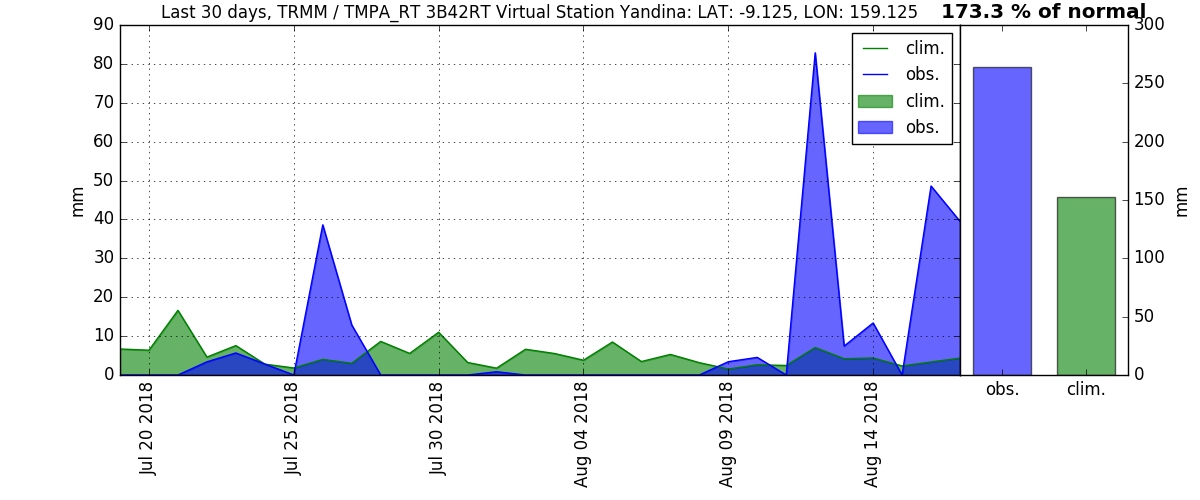 Last 30 days, TRMM / TMPA_RT 3B42RT Virtual Station Yandina: LAT: -9.125, LON: 159.125
173.3 % of normal
90
80
70
60
50
40
30
20
10
0
mm
clim.
obs.
clim.
obs.
300
250
200
150
100
50
0
mm
Jul 20 2018
Jul 25 2018
Jul 30 2018
Aug 04 2018
Aug 09 2018
Aug 14 2018
obs.
clim.